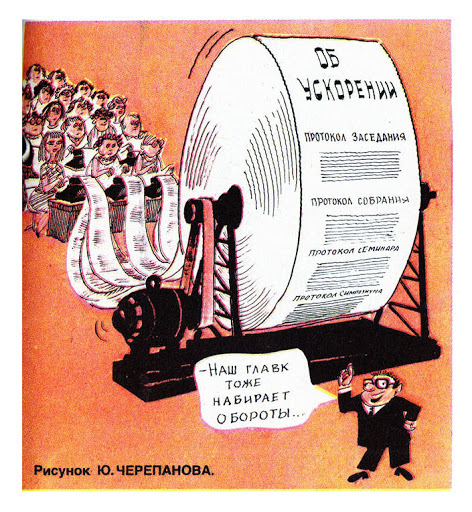 ОБ
УСКОРЕНИИ
ПРОТОКОЛ ЗАСЕДАНИЯ
ПРОТОКОЛ СОБРАНИЯ
ПРОТОКОЛ СЕМИНАРА
ПРОТОКОЛ СИМПОЗИУМА
-НАШ ГЛАВК
ТОЖЕ
НАБИРАЕТ
ОБОРОТЫ...
Рисунок Ю. ЧЕРЕПАНОВА.